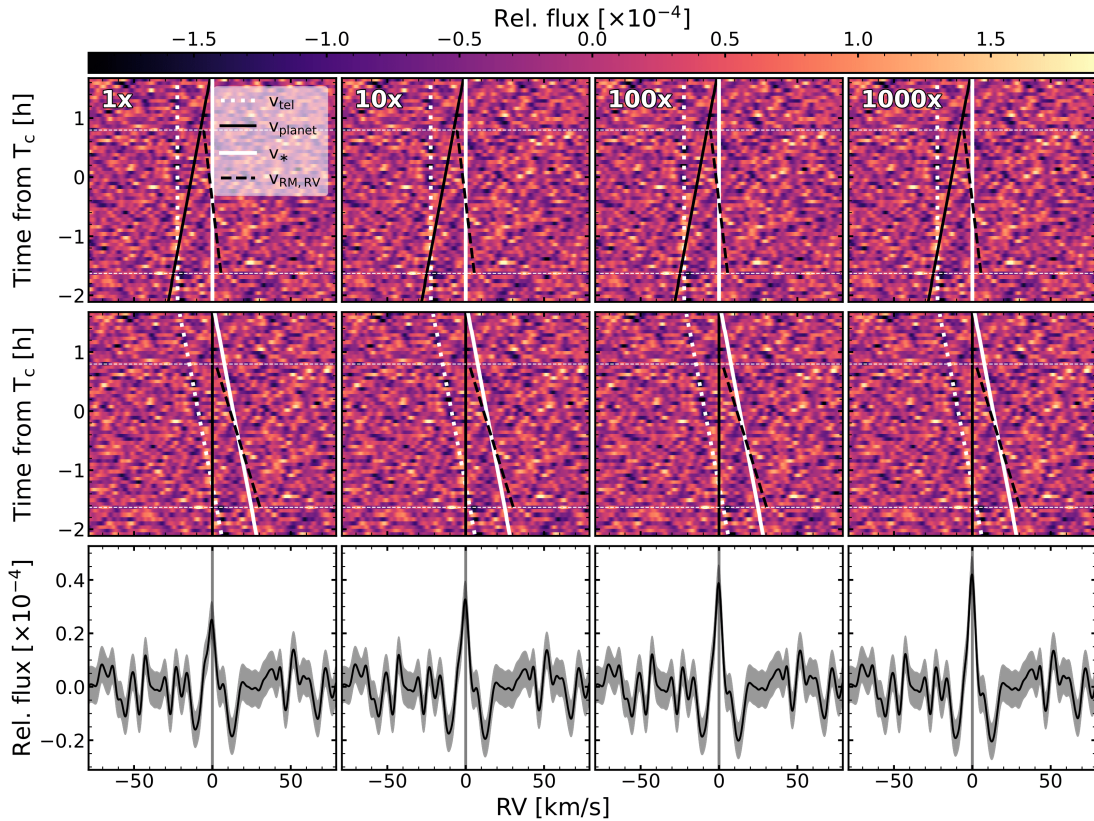 Rel. flux [×10⁻⁴]
−1.5 −1.0 −0.5 0.0 0.5 1.0 1.5
1x 10x 100x 1000x
v_tel
v_planet
v_*
v_RM, RV
Time from T_c [h]
1
0
−1
−2
Time from T_c [h]
1
0
−1
−2
Rel. flux [×10⁻⁴]
0.4
0.2
0.0
−0.2
−50 0 50 −50 0 50 −50 0 50 −50 0 50
RV [km/s]